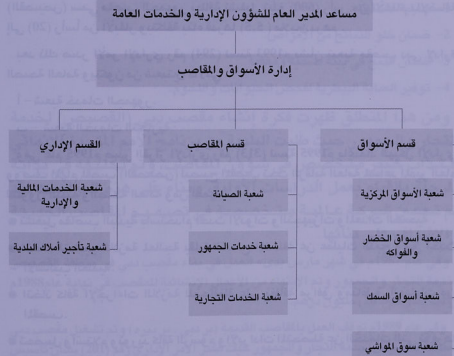 مساعد المدير العام للشؤون الإدارية والخدمات العامة
إدارة الأسواق والمقاصب
قسم الأسواق
قسم المقاصب
القسم الإداري
شعبة الأسواق المركزية
شعبة أسواق الخضار
والفواكه
شعبة أسواق السمك
شعبة سوق المواشي
شعبة الصيانة
شعبة خدمات الجمهور
شعبة الخدمات التجارية
شعبة الخدمات المالية
والإدارية
شعبة تأجير أملاك البلدية